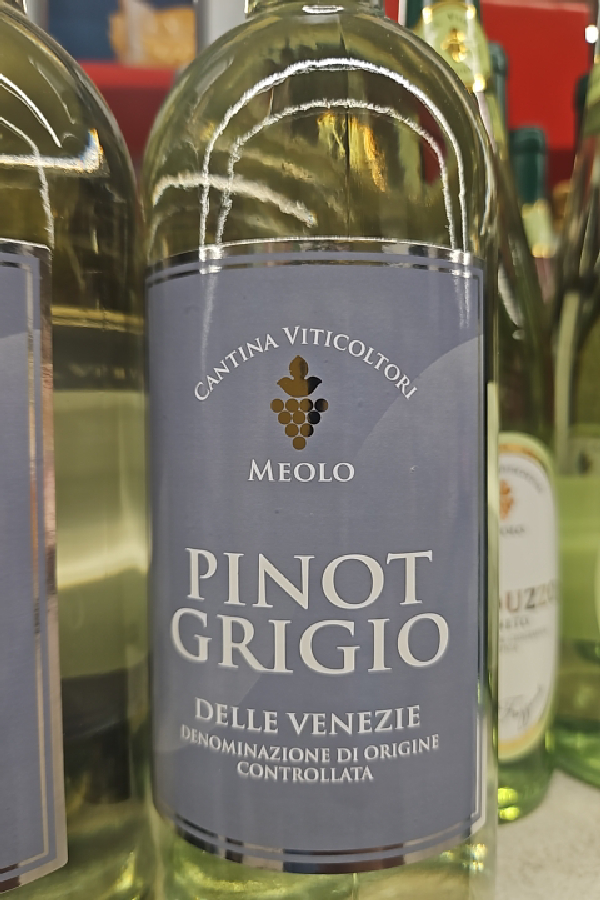 CANTINA VITICOLTORI
MEOLO
PINOT
GRIGIO
DELLE VENEZIE
DENOMINAZIONE DI ORIGINE
CONTROLLATA